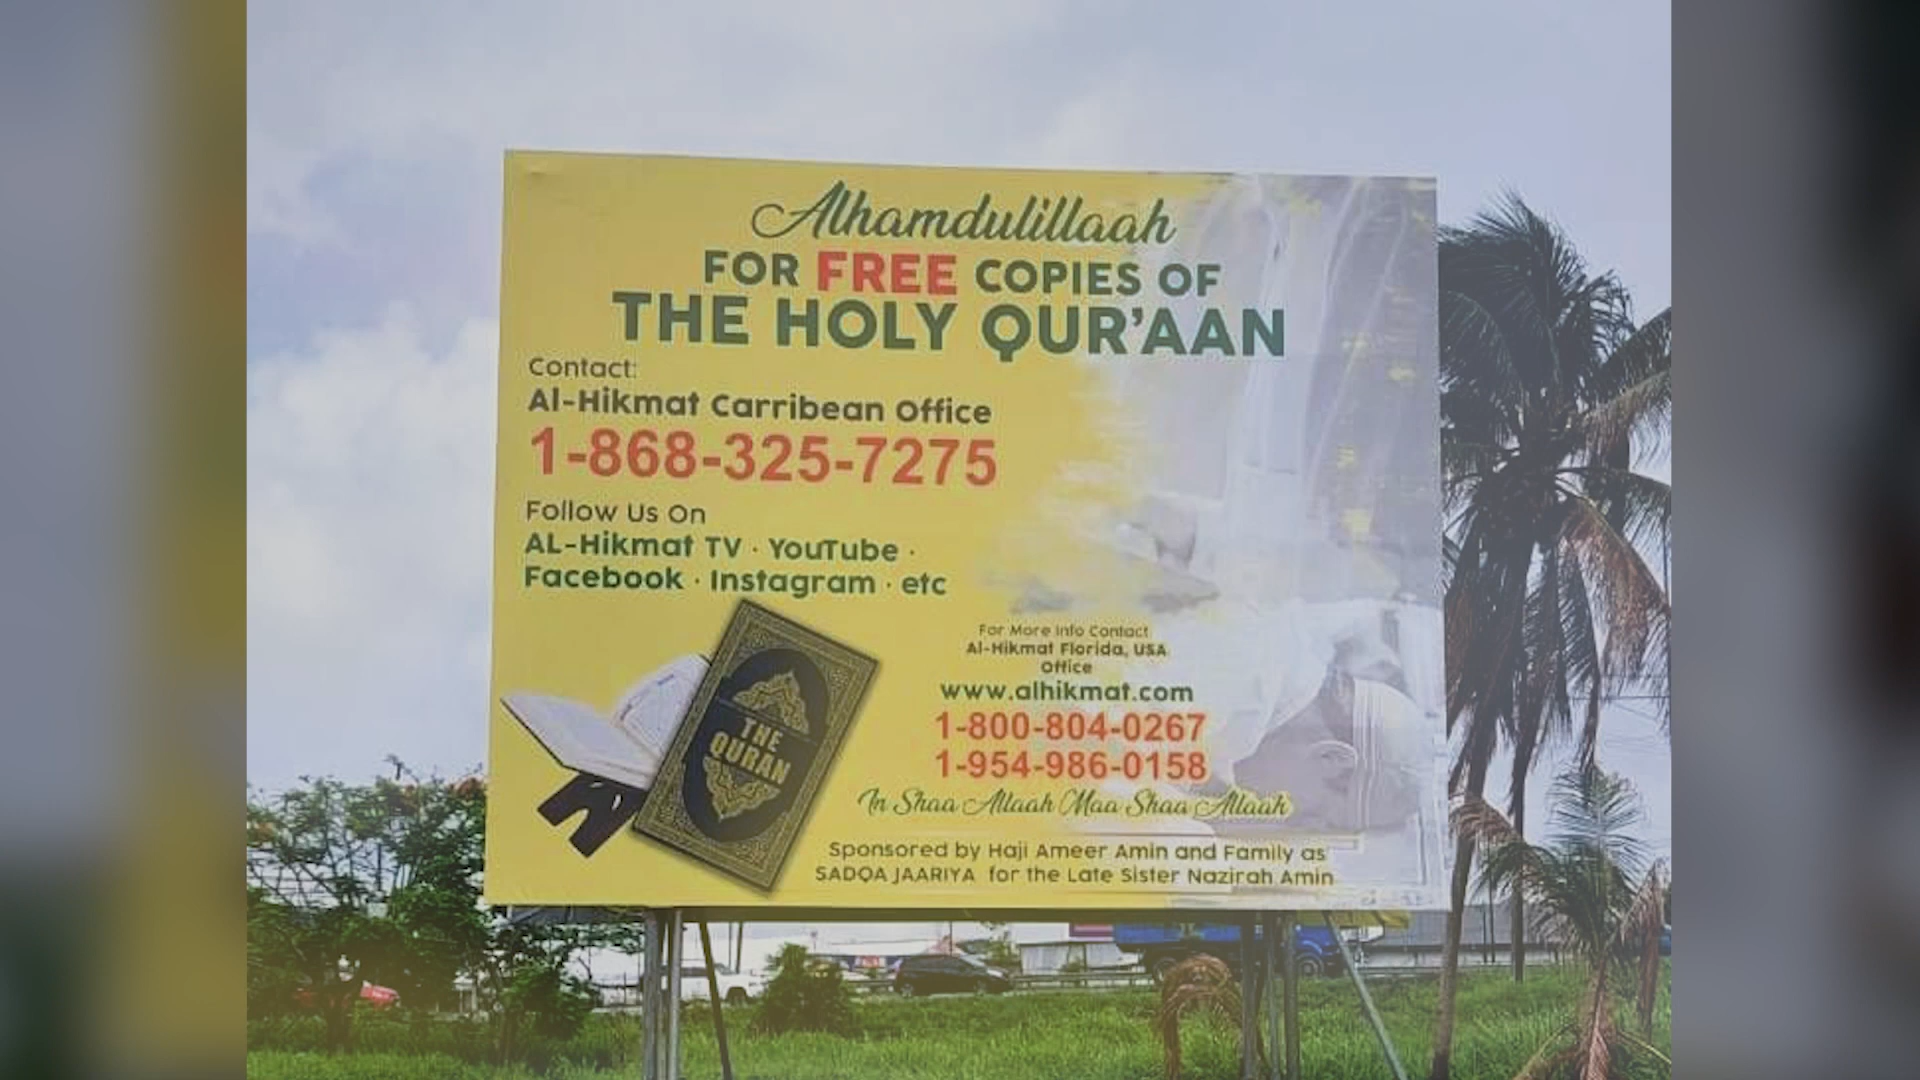 Alhamdulillaah
FOR FREE COPIES OF
THE HOLY QUR'AAN
Contact:
Al-Hikmat Carribean Office
1-868-325-7275
Follow Us On
AL-Hikmat TV · YouTube ·
Facebook · Instagram · etc
THE
QURAN
For More Info Contact
Al-Hikmat Florida, USA
Office
www.alhikmat.com
1-800-804-0267
1-954-986-0158
In Shaa Allaah Maa Shaa Allaah
Sponsored by Haji Ameer Amin and Family as
SADQA JAARIYA for the Late Sister Nazirah Amin